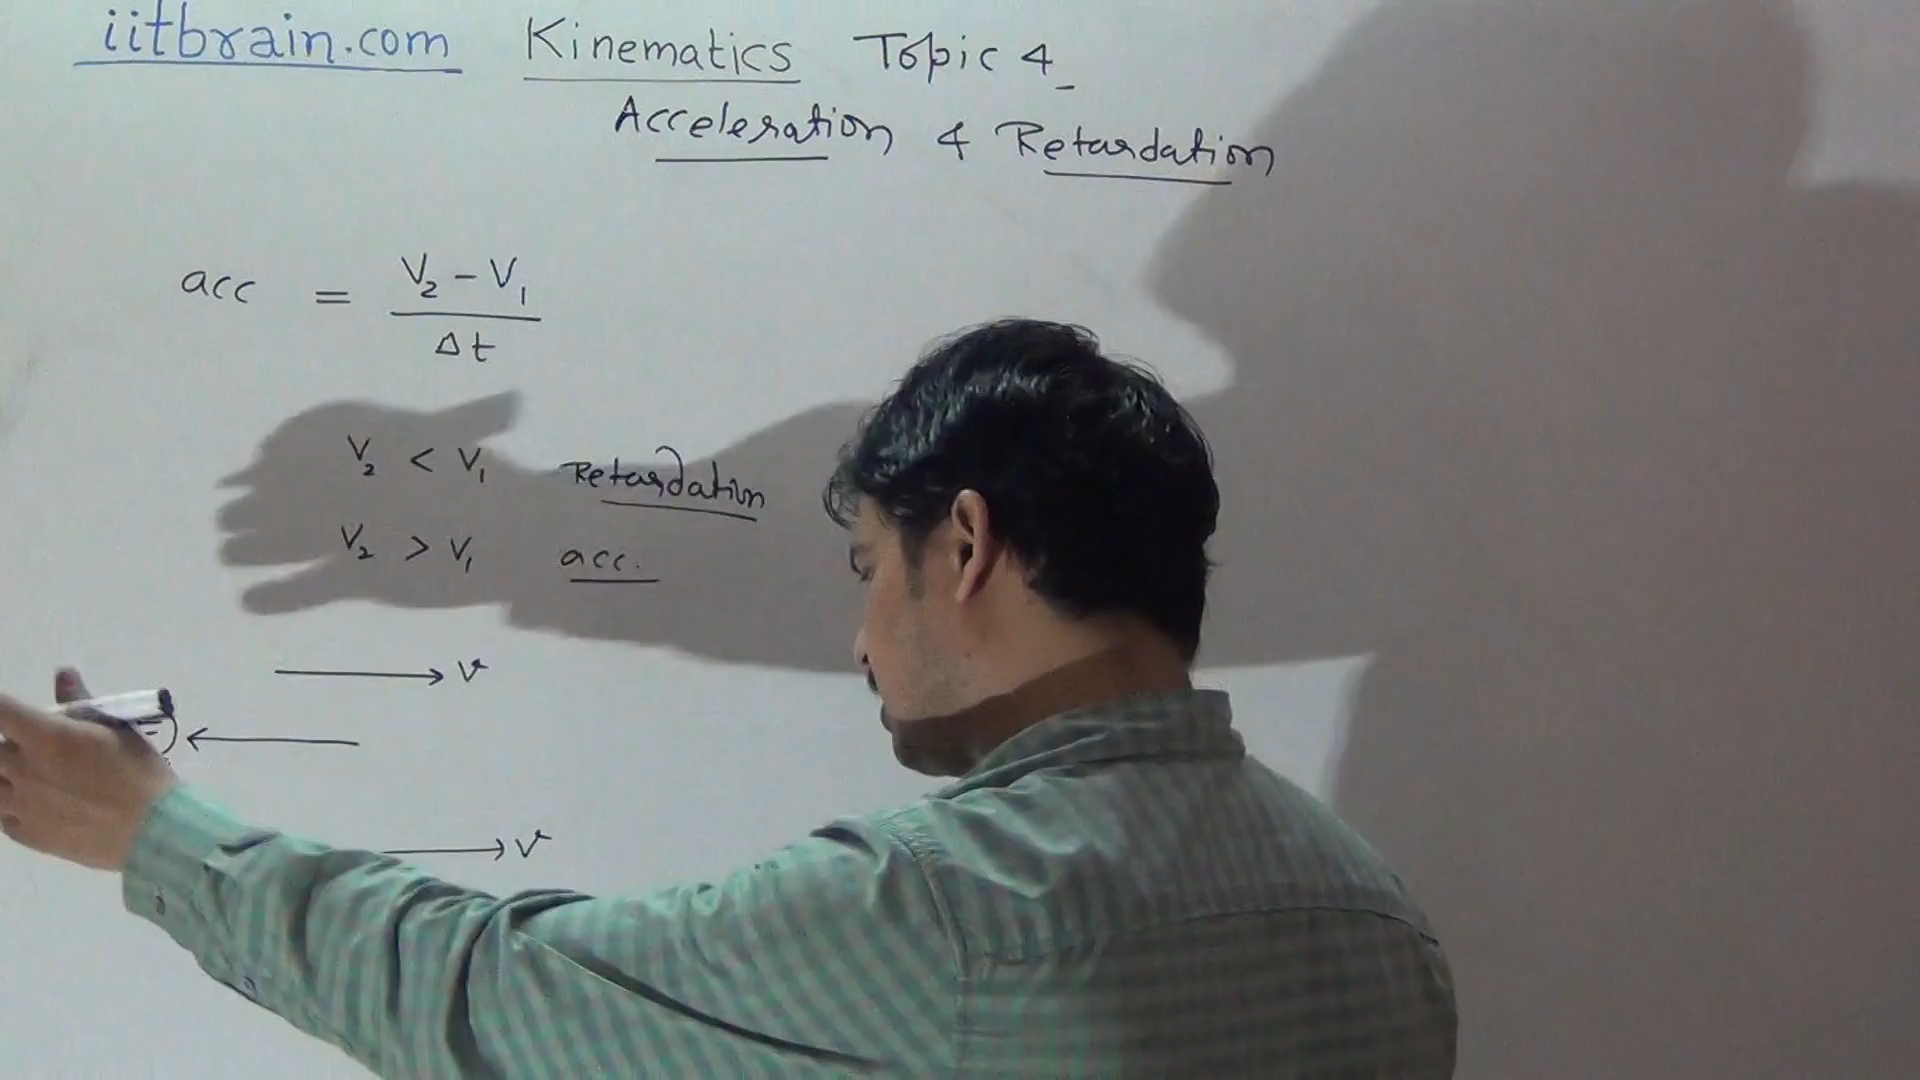 iitbrain.com Kinematics Topic 4
Acceleration & Retardation
acc = V₂ - V₁
Δt
V₂ < V₁ Retardation
V₂ > V₁ acc.
v
v